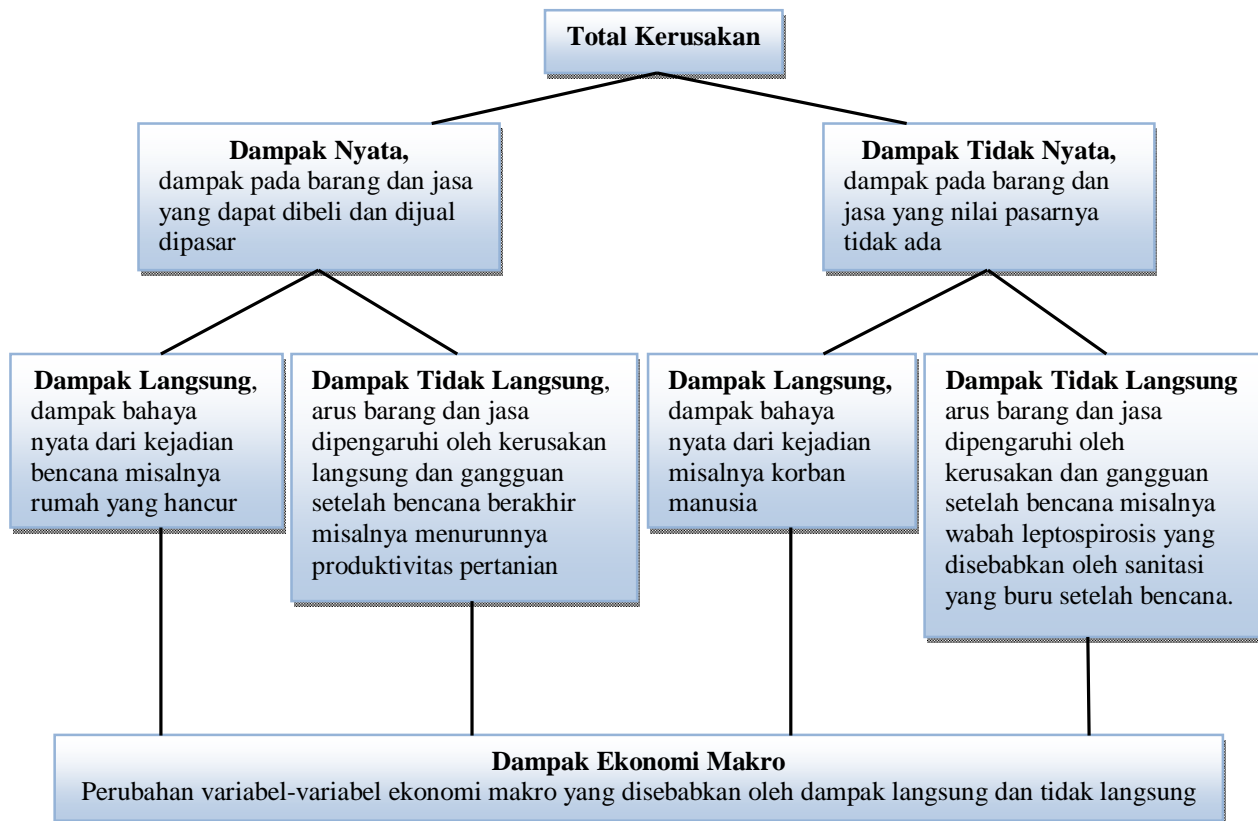 Total Kerusakan
Dampak Nyata,
dampak pada barang dan jasa
yang dapat dibeli dan dijual
dipasar
Dampak Tidak Nyata,
dampak pada barang dan
jasa yang nilai pasarnya
tidak ada
Dampak Langsung,
dampak bahaya
nyata dari kejadian
bencana misalnya
rumah yang hancur
Dampak Tidak Langsung,
arus barang dan jasa
dipengaruhi oleh kerusakan
langsung dan gangguan
setelah bencana berakhir
misalnya menurunnya
produktivitas pertanian
Dampak Langsung,
dampak bahaya
nyata dari kejadian
misalnya korban
manusia
Dampak Tidak Langsung
arus barang dan jasa
dipengaruhi oleh
kerusakan dan gangguan
setelah bencana misalnya
wabah leptospirosis yang
disebabkan oleh sanitasi
yang buru setelah bencana.
Dampak Ekonomi Makro
Perubahan variabel-variabel ekonomi makro yang disebabkan oleh dampak langsung dan tidak langsung